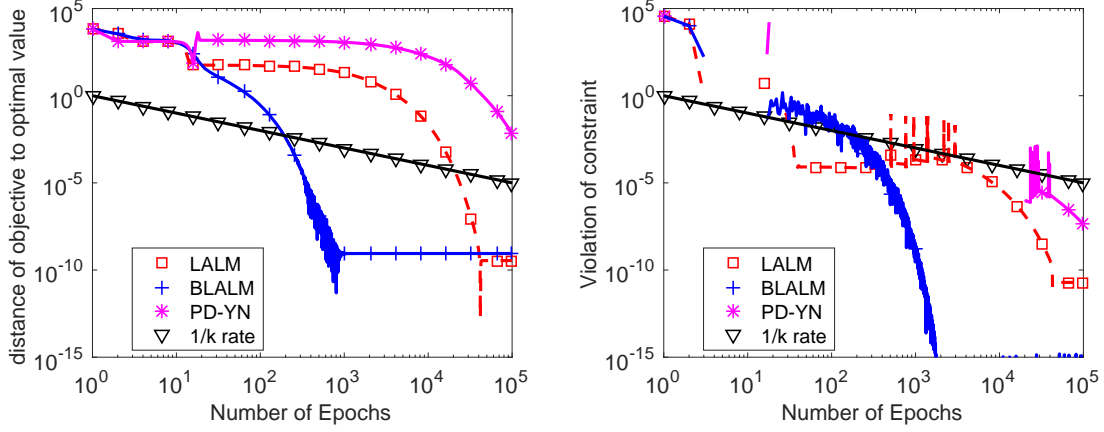 distance of objective to optimal value
10^5
10^0
10^-5
10^-10
10^-15
LALM
BLALM
PD-YN
1/k rate
10^0
10^1
10^2
10^3
10^4
10^5
Number of Epochs
Violation of constraint
10^5
10^0
10^-5
10^-10
10^-15
LALM
BLALM
PD-YN
1/k rate
10^0
10^1
10^2
10^3
10^4
10^5
Number of Epochs